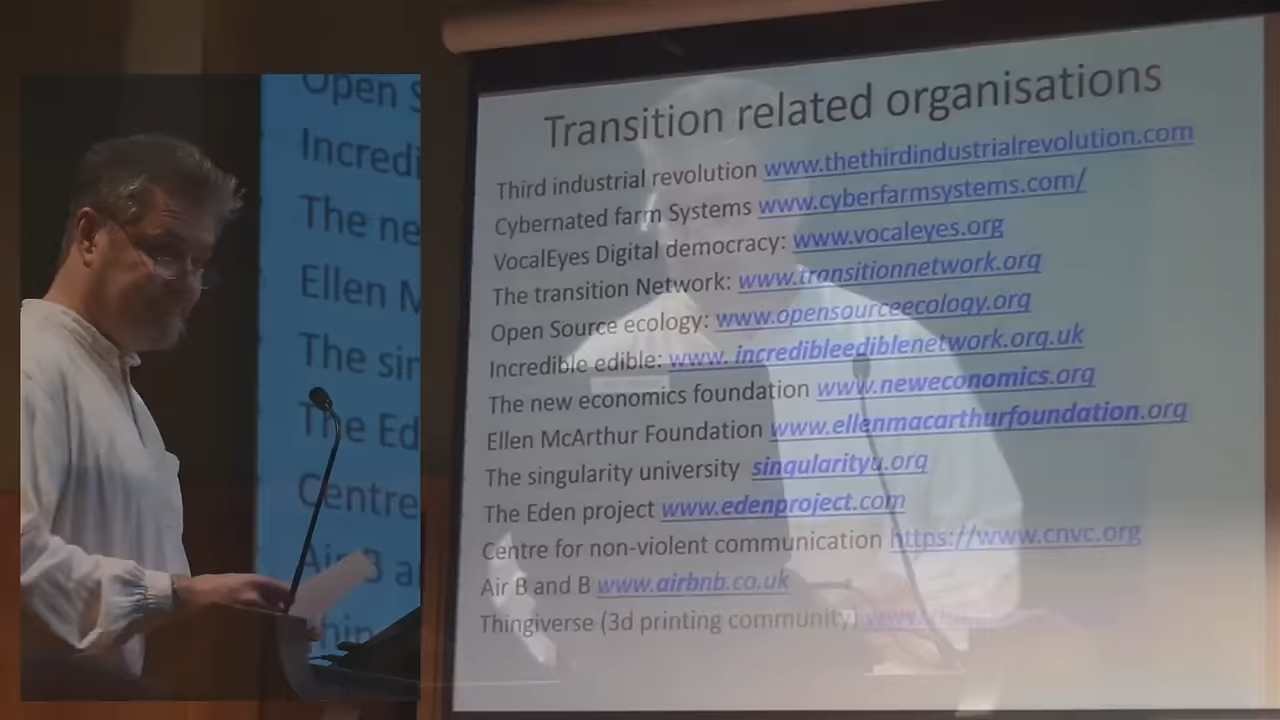 Transition related organisations
Third industrial revolution www.thethirdindustrialrevolution.com
Cybernated farm Systems www.cyberfarmsystems.com/
VocalEyes Digital democracy: www.vocaleyes.org
The transition Network: www.transitionnetwork.org
Open Source ecology: www.opensourceecology.org
Incredible edible: www. incredibleediblenetwork.org.uk
The new economics foundation www.neweconomics.org
Ellen McArthur Foundation www.ellenmacarthurfoundation.org
The singularity university singularityu.org
The Eden project www.edenproject.com
Centre for non-violent communication https://www.cnvc.org
Air B and B www.airbnb.co.uk
Thingiverse (3d printing community) www.
Open S
Incredi
The ne
Ellen M
The sin
The Ed
Centre
Air B a